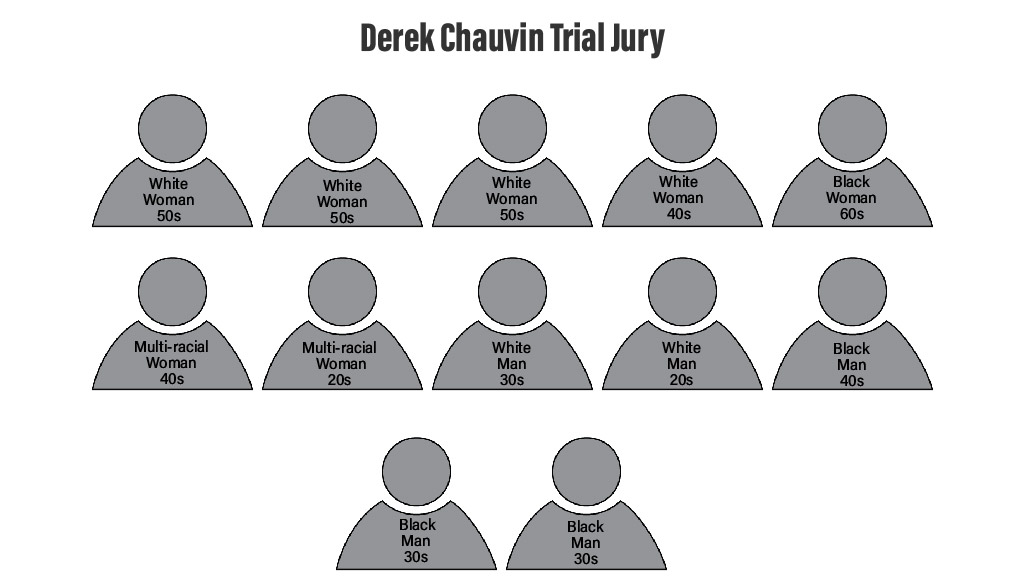 Derek Chauvin Trial Jury
White
Woman
50s
White
Woman
50s
White
Woman
50s
White
Woman
40s
Black
Woman
60s
Multi-racial
Woman
40s
Multi-racial
Woman
20s
White
Man
30s
White
Man
20s
Black
Man
40s
Black
Man
30s
Black
Man
30s